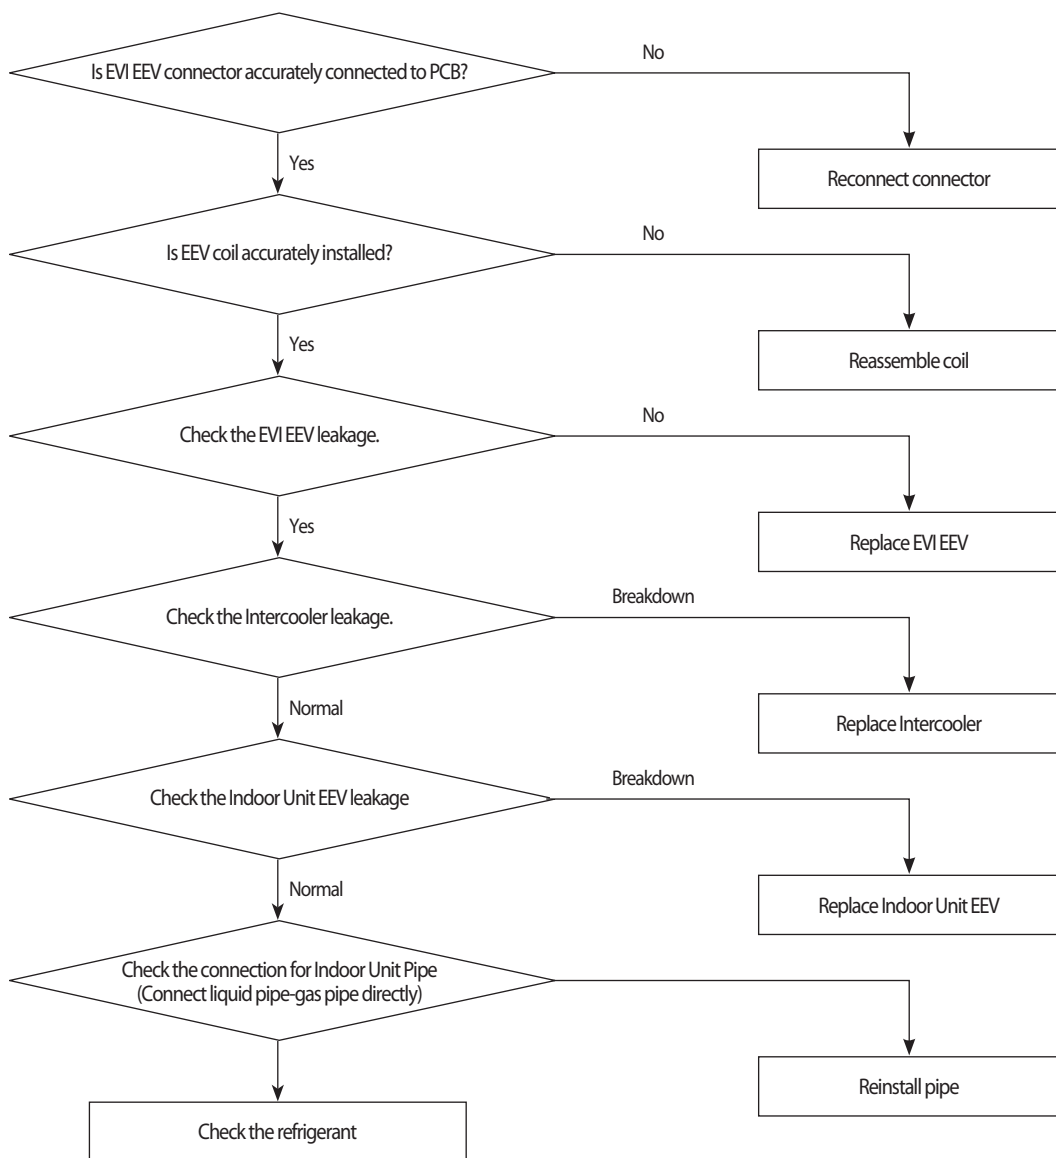 Is EVI EEV connector accurately connected to PCB?
No
Yes
Reconnect connector
Is EEV coil accurately installed?
No
Yes
Reassemble coil
Check the EVI EEV leakage.
No
Yes
Replace EVI EEV
Check the Intercooler leakage.
Breakdown
Normal
Replace Intercooler
Check the Indoor Unit EEV leakage
Breakdown
Normal
Replace Indoor Unit EEV
Check the connection for Indoor Unit Pipe
(Connect liquid pipe-gas pipe directly)
Reinstall pipe
Check the refrigerant